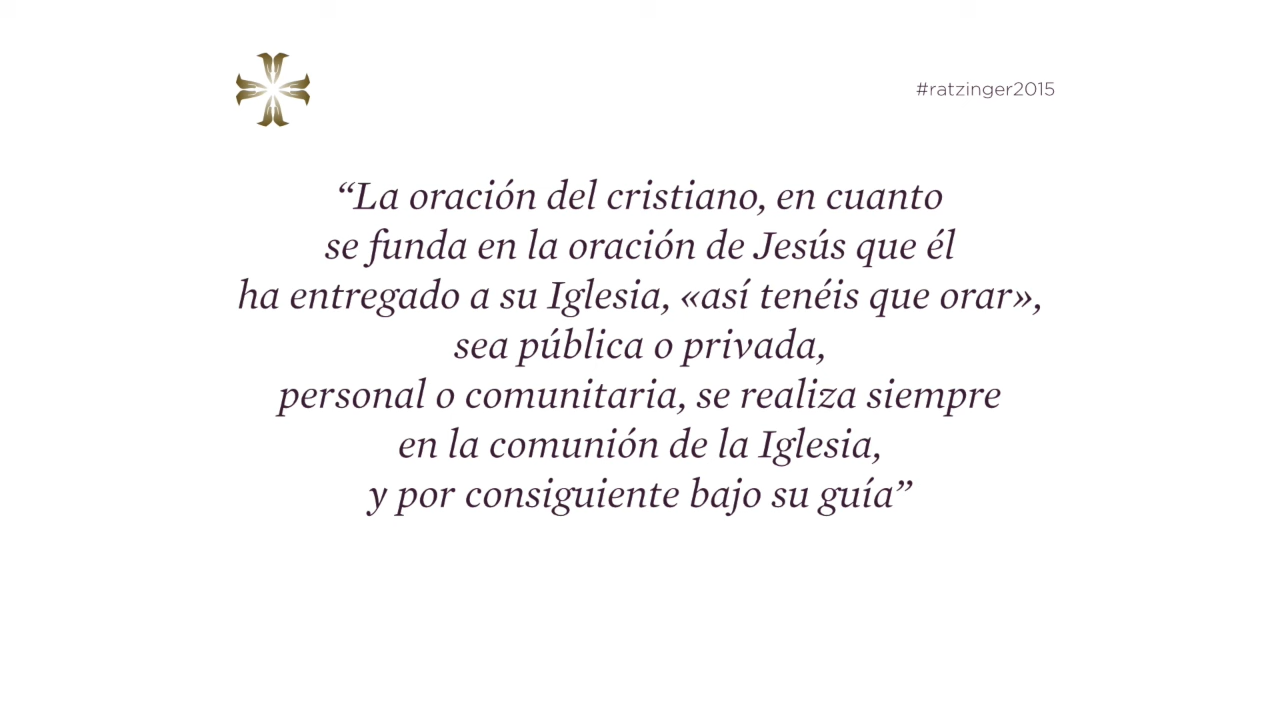 #ratzinger2015
“La oración del cristiano, en cuanto
se funda en la oración de Jesús que él
ha entregado a su Iglesia, «así tenéis que orar»,
sea pública o privada,
personal o comunitaria, se realiza siempre
en la comunión de la Iglesia,
y por consiguiente bajo su guía”